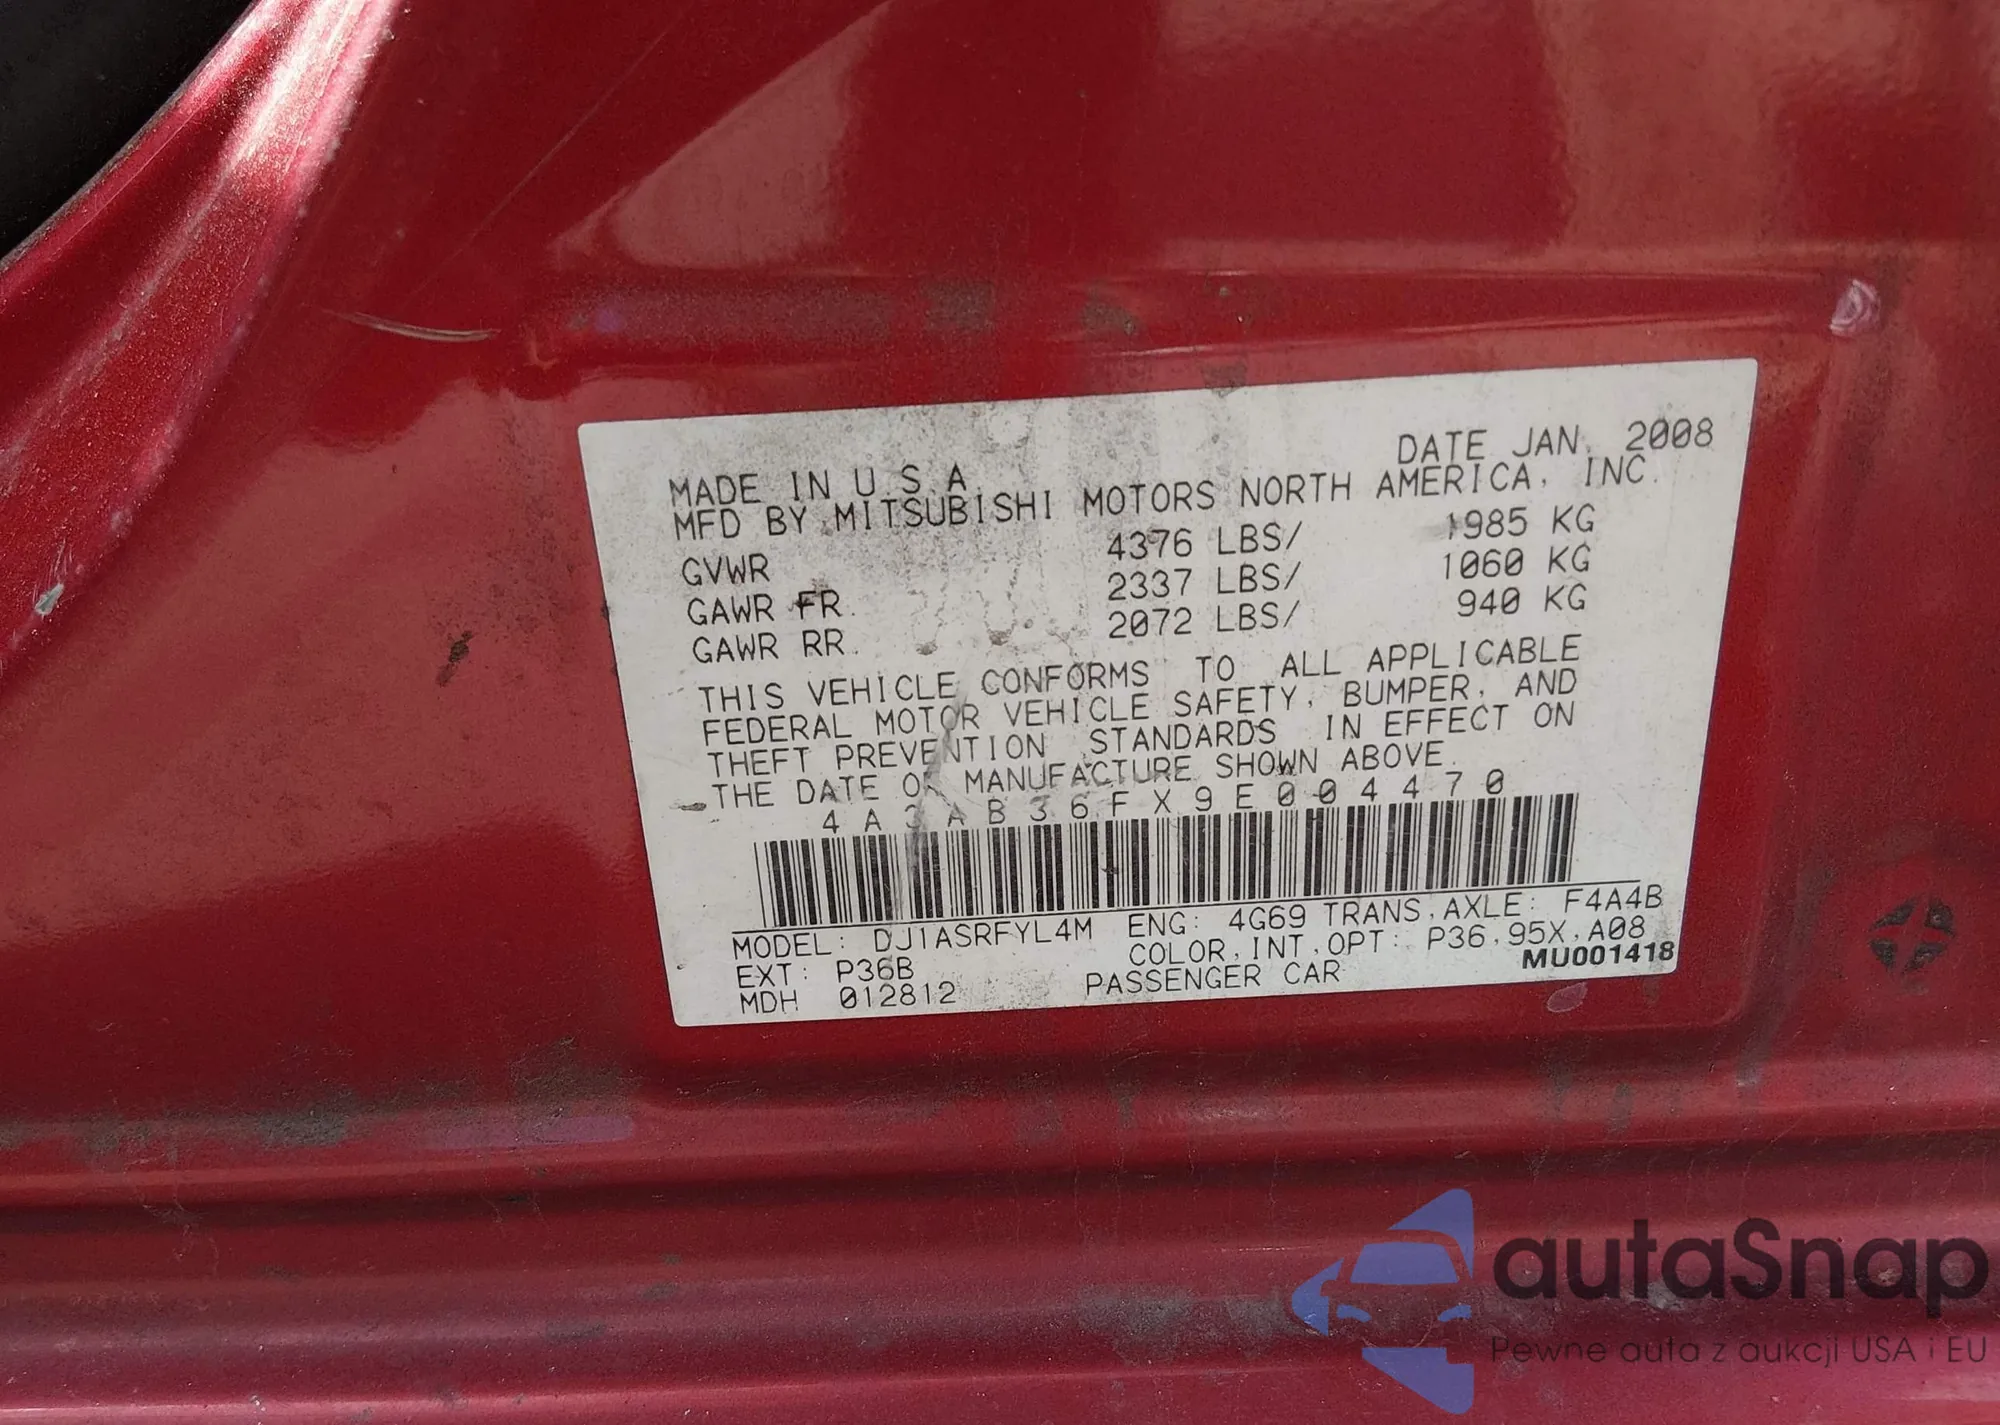 DATE JAN. 2008
MADE IN U S A
MFD BY MITSUBISHI MOTORS NORTH AMERICA, INC.
GVWR 4376 LBS/ 1985 KG
GAWR FR. 2337 LBS/ 1060 KG
GAWR RR. 2072 LBS/ 940 KG
THIS VEHICLE CONFORMS TO ALL APPLICABLE
FEDERAL MOTOR VEHICLE SAFETY, BUMPER, AND
THEFT PREVENTION STANDARDS IN EFFECT ON
THE DATE OF MANUFACTURE SHOWN ABOVE.
4A3AB36FX9E004470
MODEL: DJ1ASRFYL4M ENG: 4G69 TRANS,AXLE: F4A4B
EXT: P36B COLOR,INT,OPT: P36,95X,A08
MDH 012812 PASSENGER CAR MU001418
autaSnap
Pewne auta z aukcji USA i EU